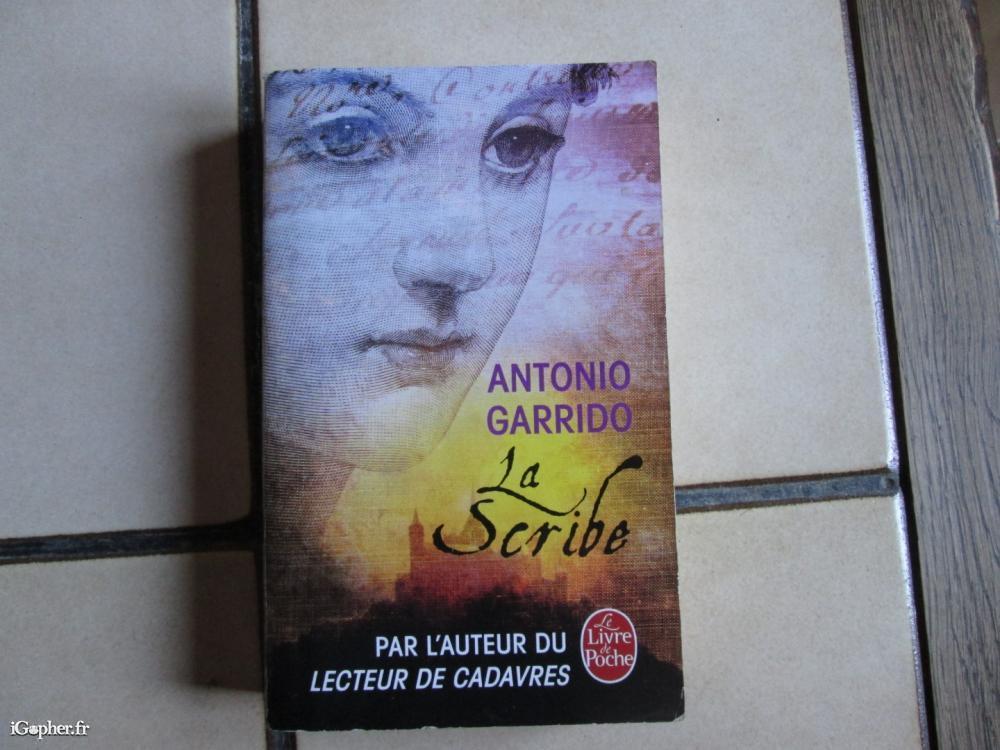 ANTONIO
GARRIDO
La
Scribe
PAR L'AUTEUR DU
LECTEUR DE CADAVRES
Le
Livre
de
Poche
iGopher.fr